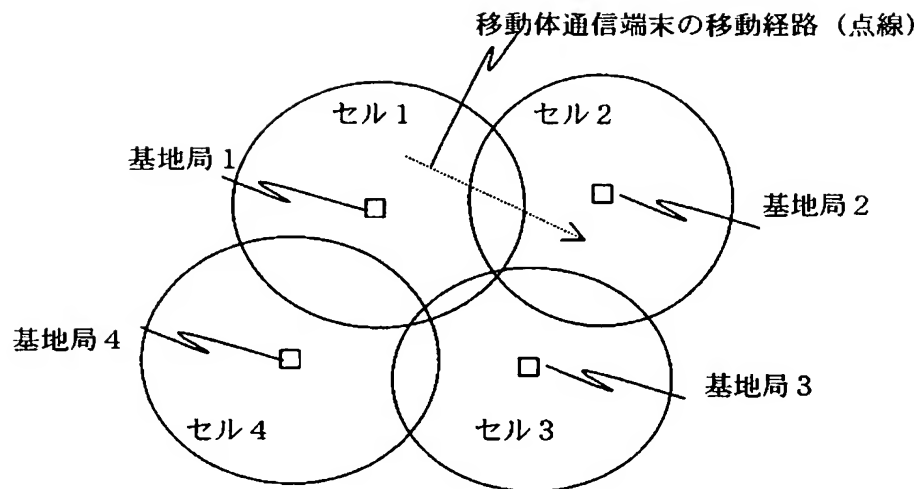 移動体通信端末の移動経路（点線）
セル１
セル２
基地局１
基地局２
基地局４
基地局３
セル４
セル３